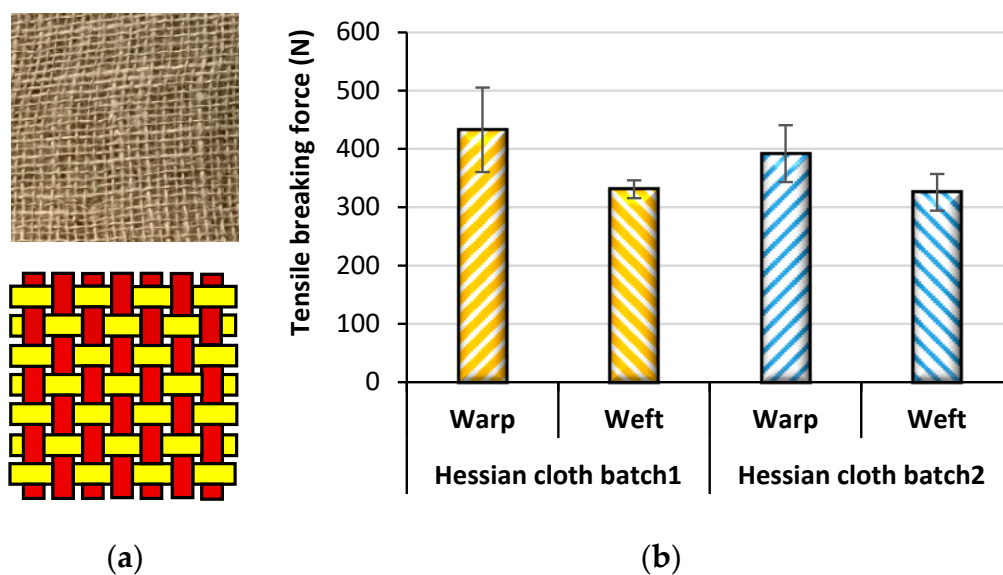 Tensile breaking force (N)
600
500
400
300
200
100
0
Warp Weft Warp Weft
Hessian cloth batch1 Hessian cloth batch2
(a) (b)